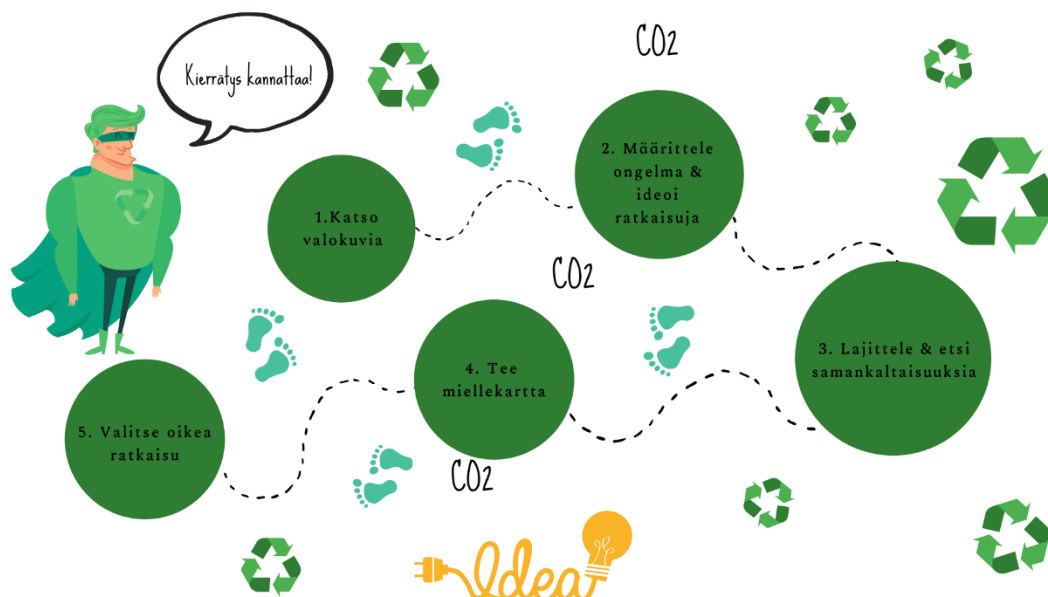 Kierrätys kannattaa!
CO2
1.Katso
valokuvia
2. Määrittele
ongelma &
ideoi
ratkaisuja
CO2
3. Lajittele & etsi
samankaltaisuuksia
4. Tee
miellekartta
5. Valitse oikea
ratkaisu
CO2
Idea